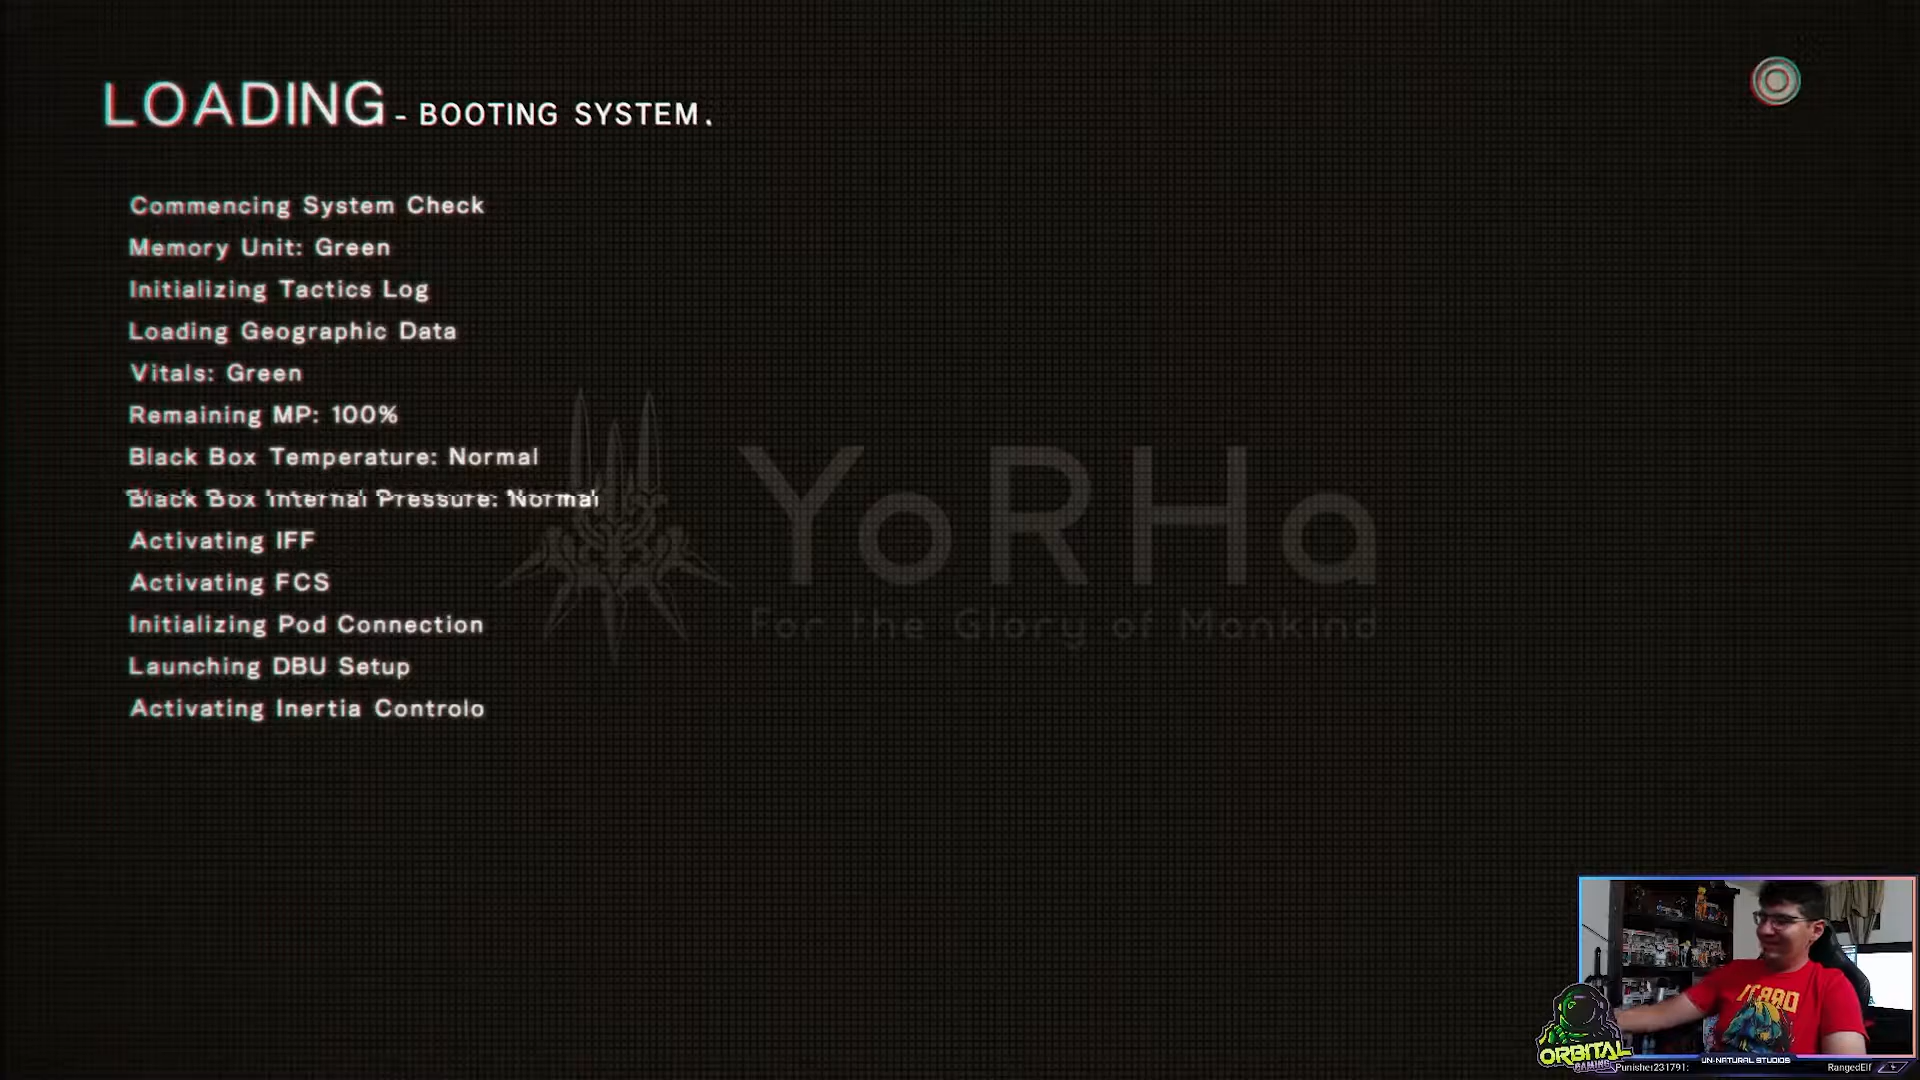 LOADING - BOOTING SYSTEM.
Commencing System Check
Memory Unit: Green
Initializing Tactics Log
Loading Geographic Data
Vitals: Green
Remaining MP: 100%
Black Box Temperature: Normal
Black Box Internal Pressure: Normal
Activating IFF
Activating FCS
Initializing Pod Connection
Launching DBU Setup
Activating Inertia Controlo
YoRHa
For the Glory of Mankind
ORBITAL
GAMING
UN-NATURAL STUDIOS
Punisher231791:
RangedElf